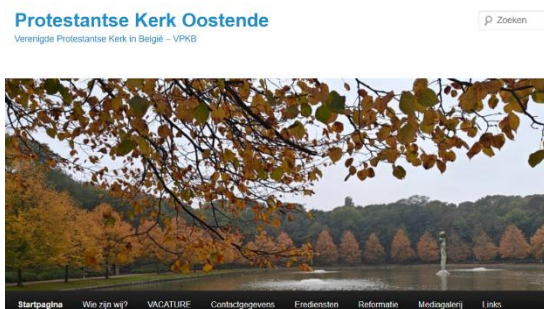 Protestantse Kerk Oostende
Verenigde Protestantse Kerk in België – VPKB
Zoeken
Startpagina Wie zijn wij? VACATURE Contactgegevens Erediensten Reformatie Mediagalerij Links